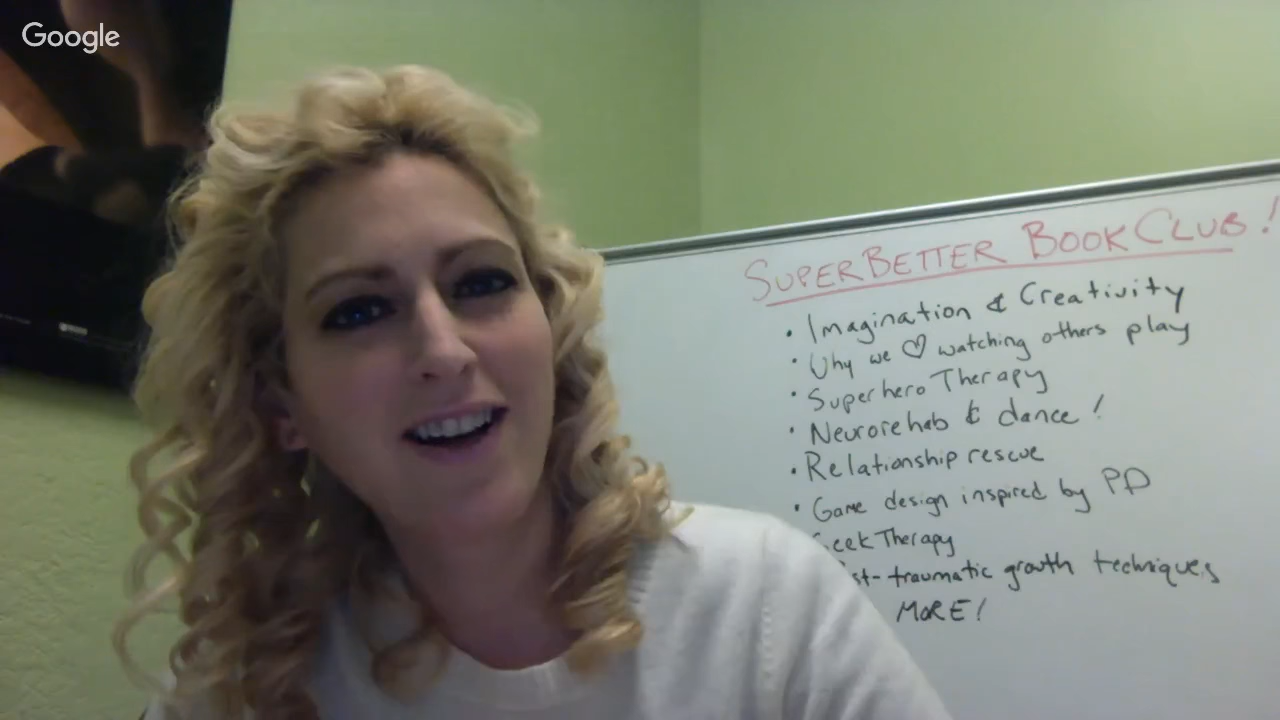 Google
SUPERBETTER BOOK CLUB!
• Imagination & Creativity
• Why we ♡ watching others play
• Superhero Therapy
• Neurorehab & dance!
• Relationship rescue
• Game design inspired by PD
Geek Therapy
st-traumatic growth techniques
MORE!